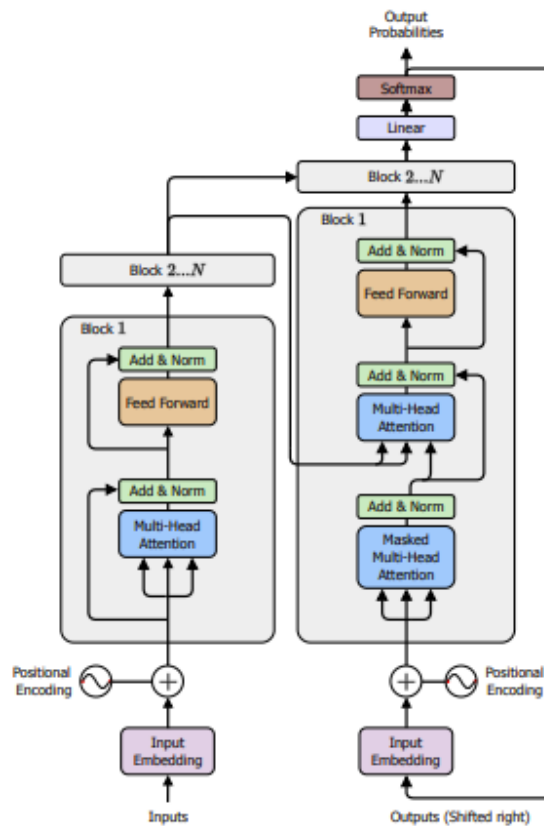 Output
Probabilities
Softmax
Linear
Block 2...N
Block 1
Add & Norm
Feed Forward
Add & Norm
Multi-Head
Attention
Add & Norm
Masked
Multi-Head
Attention
Positional
Encoding
Input
Embedding
Outputs (Shifted right)
Block 2...N
Block 1
Add & Norm
Feed Forward
Add & Norm
Multi-Head
Attention
Positional
Encoding
Input
Embedding
Inputs